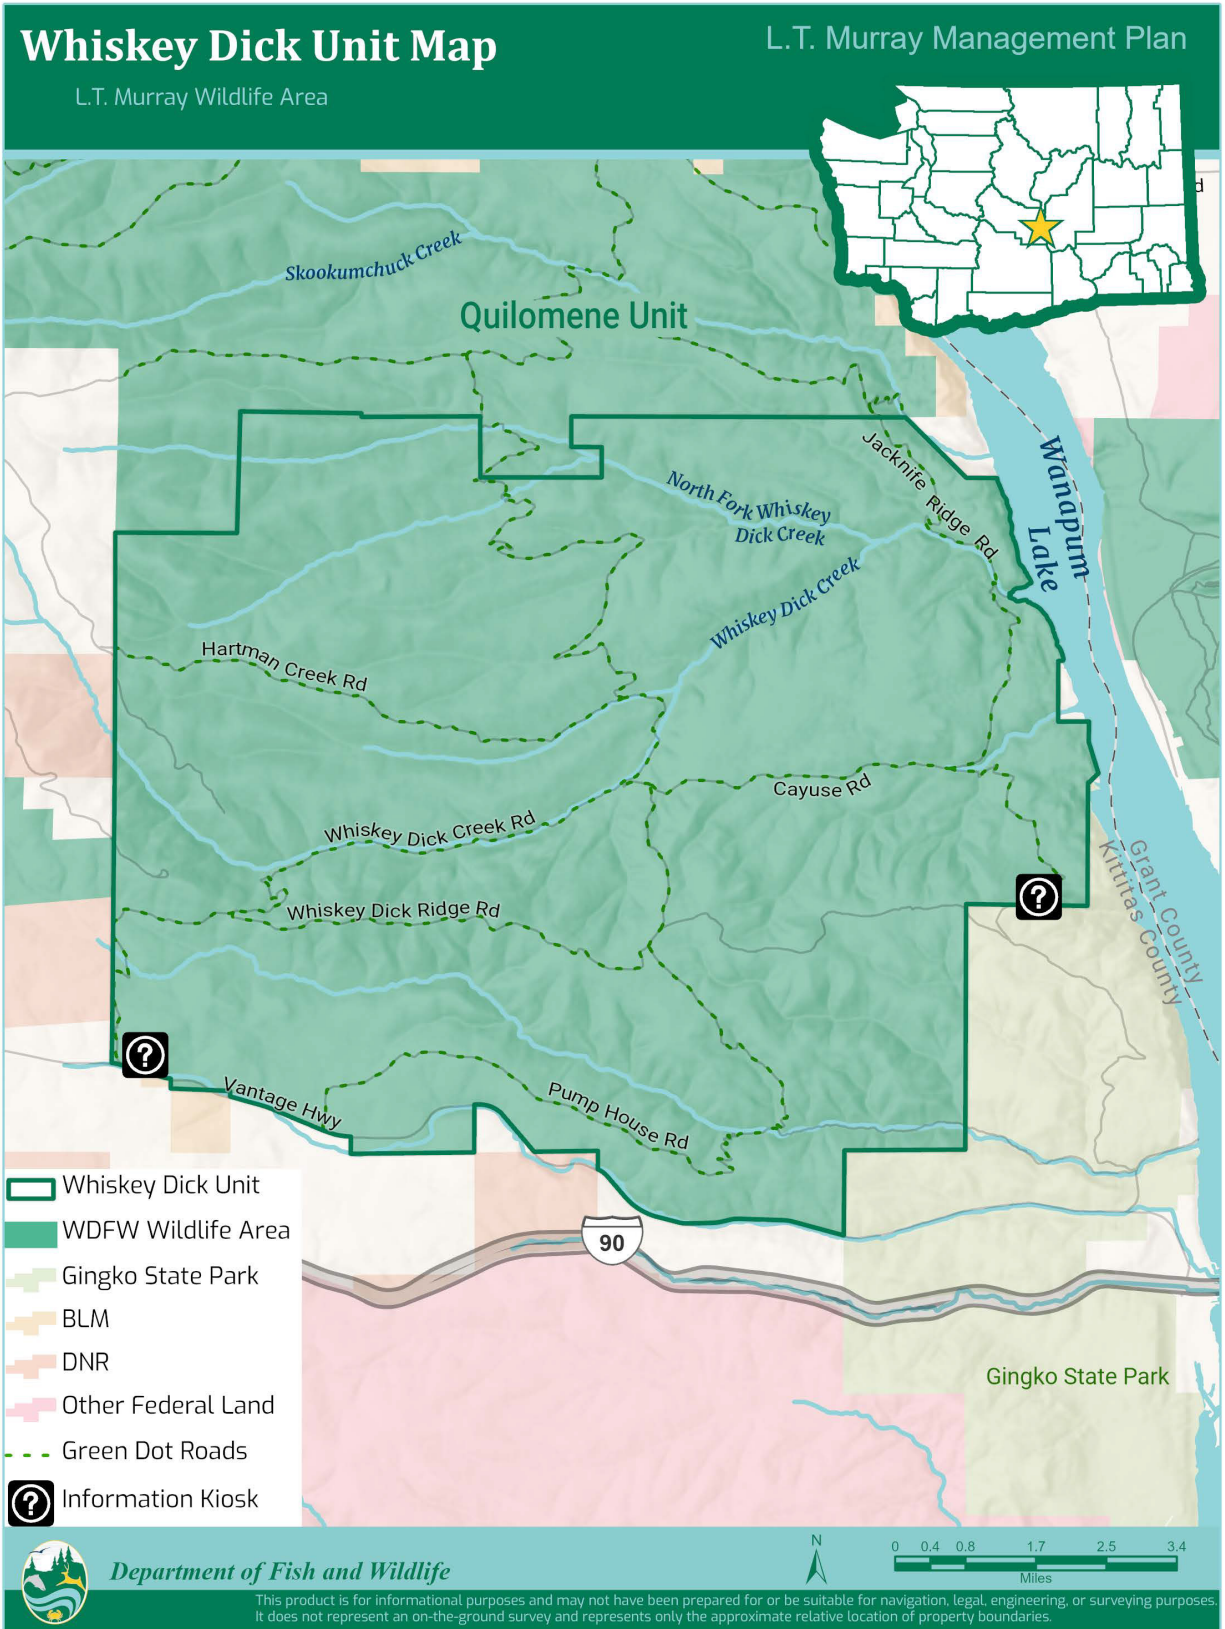 Whiskey Dick Unit Map
L.T. Murray Management Plan
L.T. Murray Wildlife Area
d
Skookumchuck Creek
Quilomene Unit
Jacknife Ridge Rd
Wanapum
Lake
North Fork Whiskey
Dick Creek
Whiskey Dick Creek
Hartman Creek Rd
Cayuse Rd
Whiskey Dick Creek Rd
Whiskey Dick Ridge Rd
Grant County
Kittitas County
?
?
Vantage Hwy
Pump House Rd
90
Gingko State Park
Whiskey Dick Unit
WDFW Wildlife Area
Gingko State Park
BLM
DNR
Other Federal Land
Green Dot Roads
? Information Kiosk
Department of Fish and Wildlife
N
0 0.4 0.8 1.7 2.5 3.4
Miles
This product is for informational purposes and may not have been prepared for or be suitable for navigation, legal, engineering, or surveying purposes.
It does not represent an on-the-ground survey and represents only the approximate relative location of property boundaries.